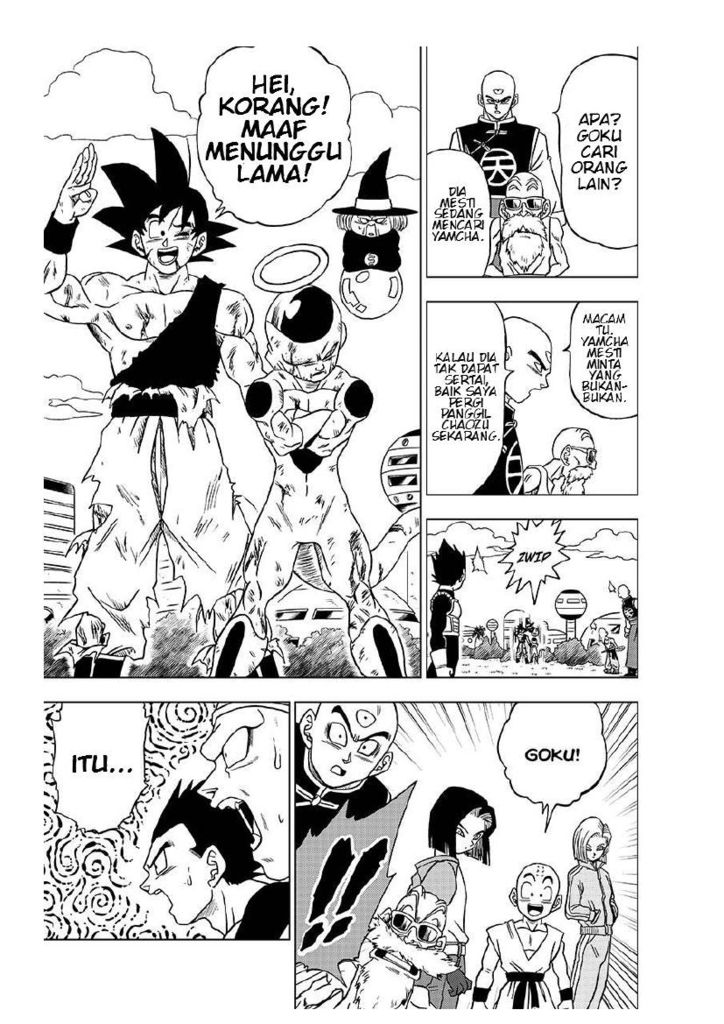 APA?
GOKU
CARI
ORANG
LAIN?
天
DIA
MESTI
SEDANG
MENCARI
YAMCHA.
MACAM
TU.
YAMCHA
MESTI
MINTA
YANG
BUKAN-
BUKAN.
KALAU DIA
TAK DAPAT
SERTAI,
BAIK SAYA
PERGI
PANGGIL
CHAOZU
SEKARANG.
ZWIP
HEI,
KORANG!
MAAF
MENUNGGU
LAMA!
$
GOKU!
!!
ITU...